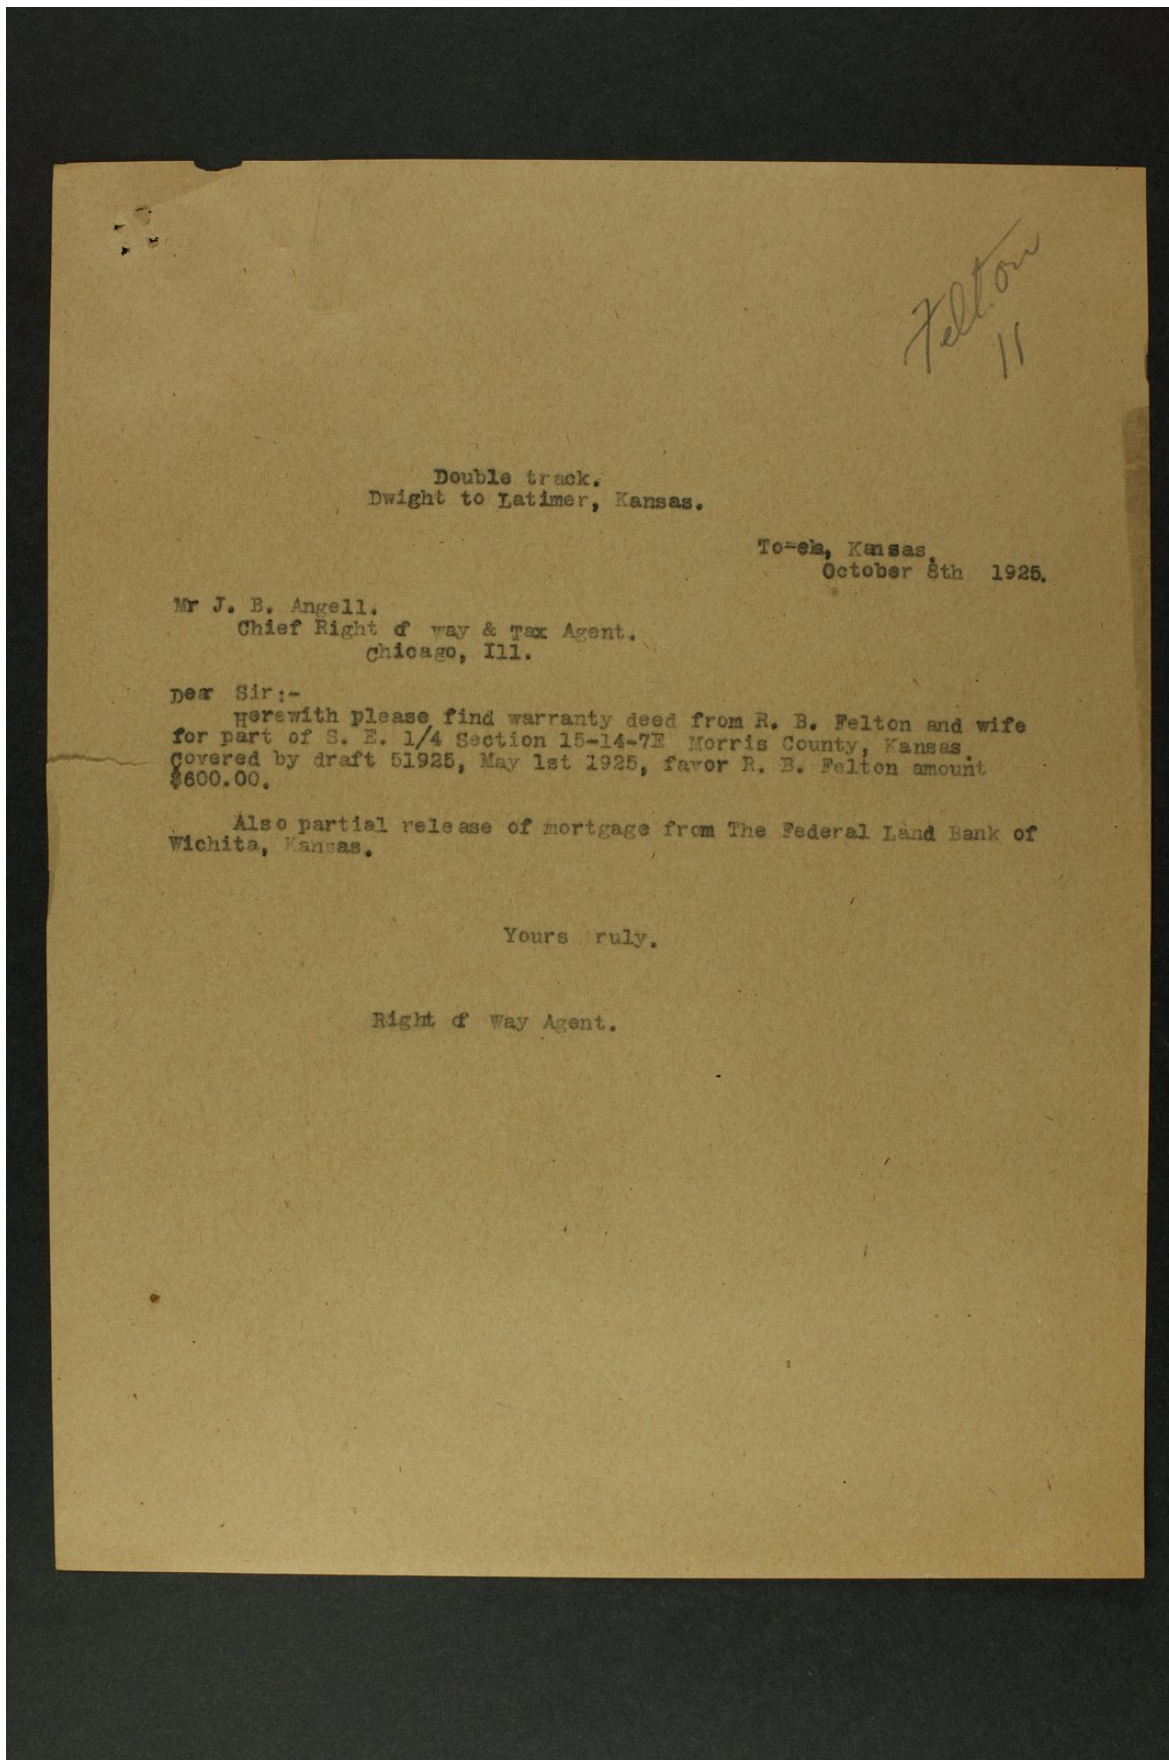 Felton
11
Double track.
Dwight to Latimer, Kansas.
To=eka, Kansas.
October 8th 1925.
Mr J. B. Angell.
Chief Right of way & Tax Agent.
Chicago, Ill.
Dear Sir:-
Herewith please find warranty deed from R. B. Felton and wife
for part of S. E. 1/4 Section 15-14-7E Morris County, Kansas.
Covered by draft 51925, May 1st 1925, favor R. B. Felton amount
$600.00.
Also partial release of mortgage from The Federal Land Bank of
Wichita, Kansas.
Yours ruly.
Right of Way Agent.